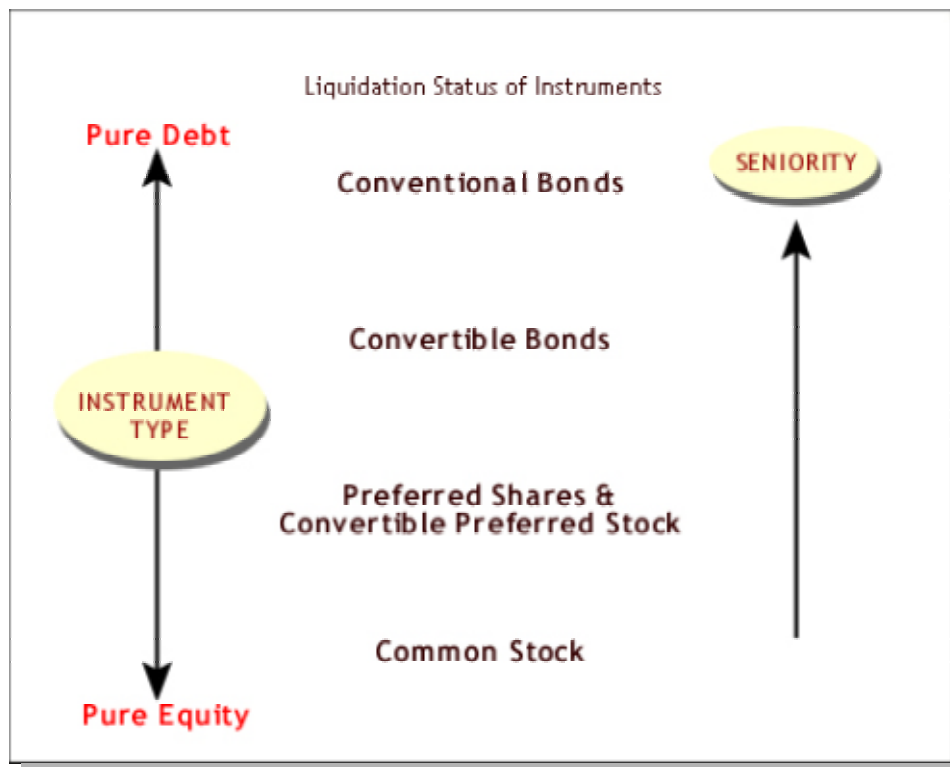 Liquidation Status of Instruments
Pure Debt
SENIORITY
Conventional Bonds
Convertible Bonds
INSTRUMENT
TYPE
Preferred Shares &
Convertible Preferred Stock
Common Stock
Pure Equity